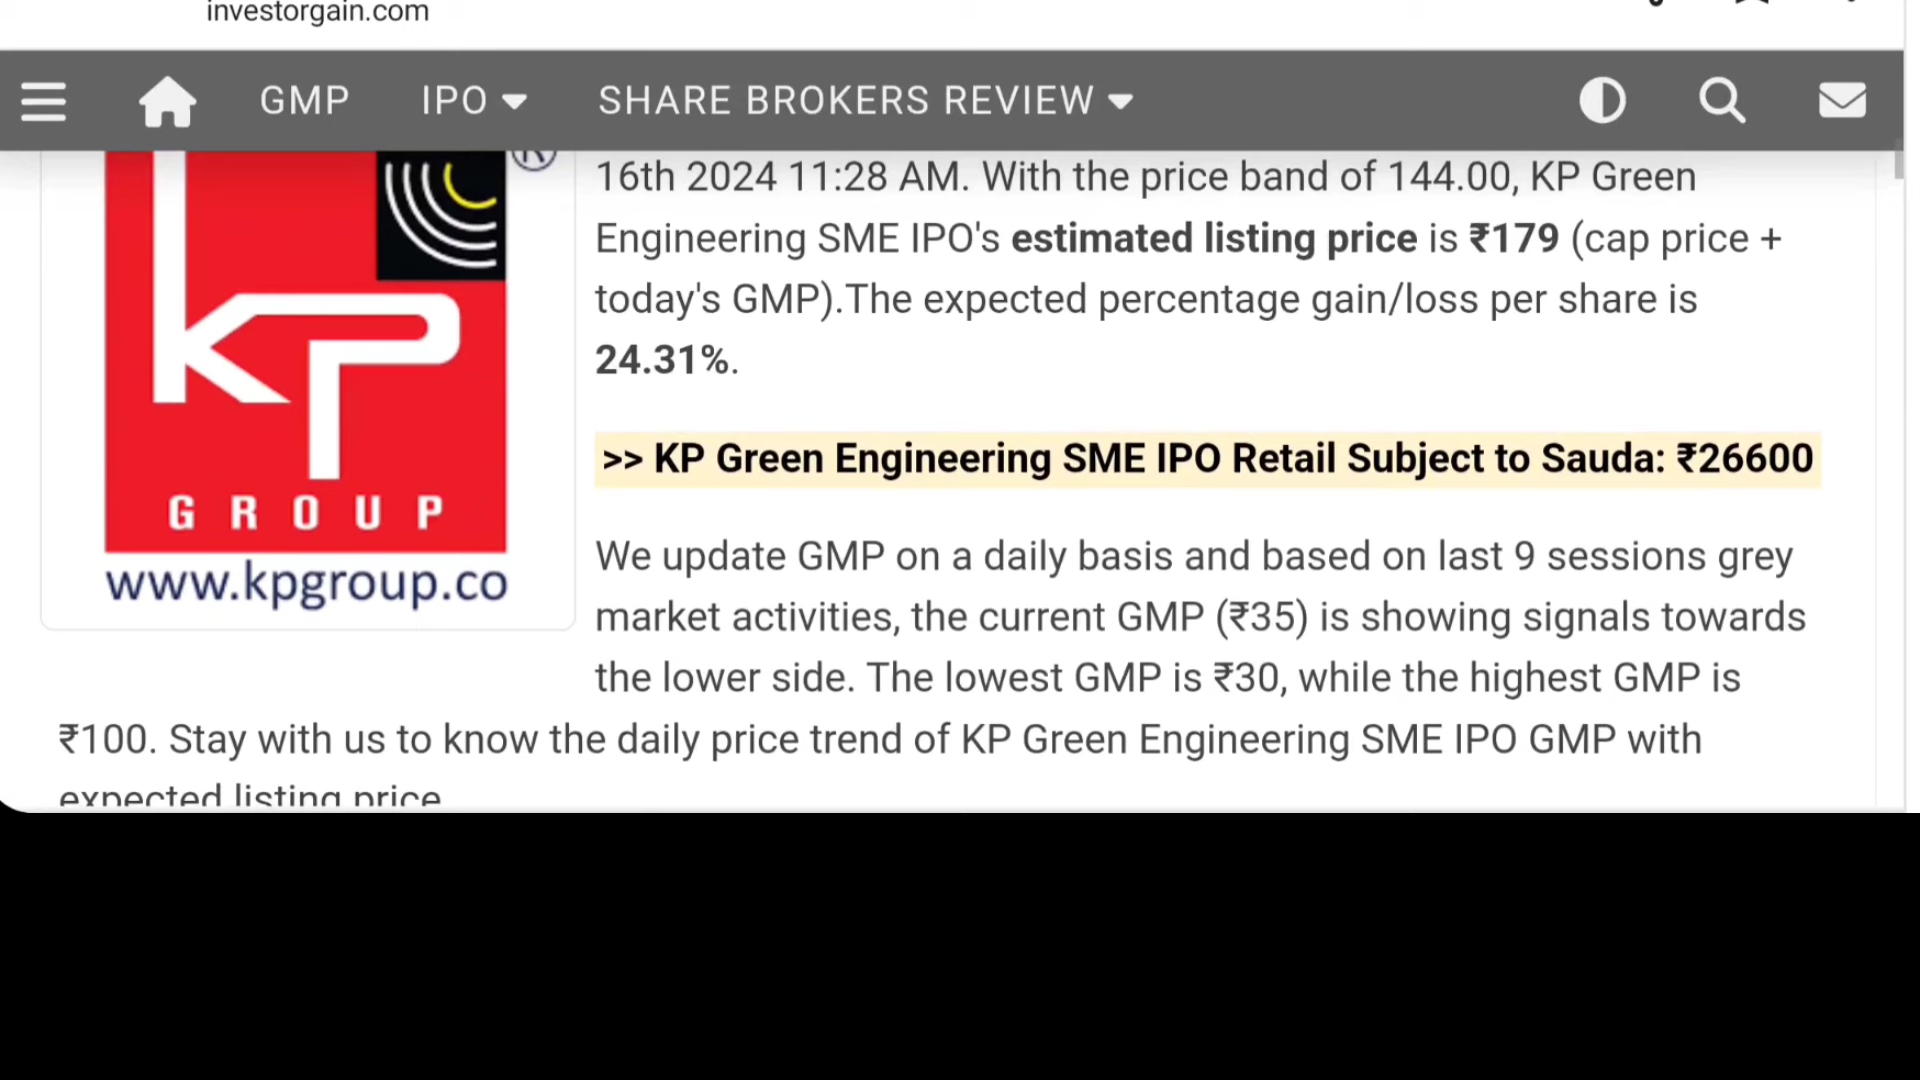 investorgain.com
GMP IPO SHARE BROKERS REVIEW
16th 2024 11:28 AM. With the price band of 144.00, KP Green
Engineering SME IPO's estimated listing price is ₹179 (cap price +
today's GMP).The expected percentage gain/loss per share is
24.31%.
>> KP Green Engineering SME IPO Retail Subject to Sauda: ₹26600
We update GMP on a daily basis and based on last 9 sessions grey
market activities, the current GMP (₹35) is showing signals towards
the lower side. The lowest GMP is ₹30, while the highest GMP is
₹100. Stay with us to know the daily price trend of KP Green Engineering SME IPO GMP with
expected listing price
®
KP
GROUP
www.kpgroup.co